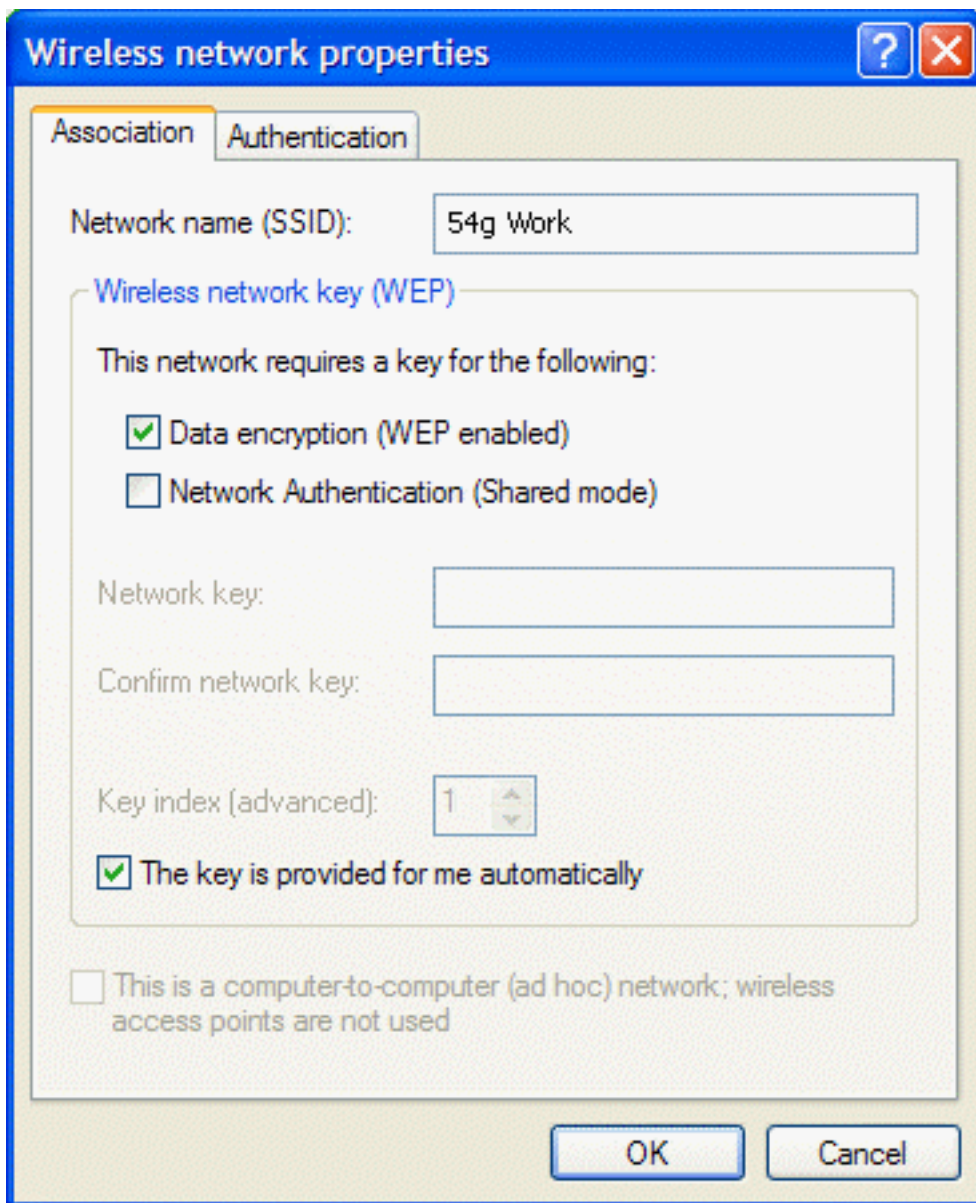 Wireless network properties
Association
Authentication
Network name (SSID):
54g Work
Wireless network key (WEP)
This network requires a key for the following:
Data encryption (WEP enabled)
Network Authentication (Shared mode)
Network key:
Confirm network key:
Key index (advanced):
1
The key is provided for me automatically
This is a computer-to-computer (ad hoc) network; wireless
access points are not used
OK
Cancel